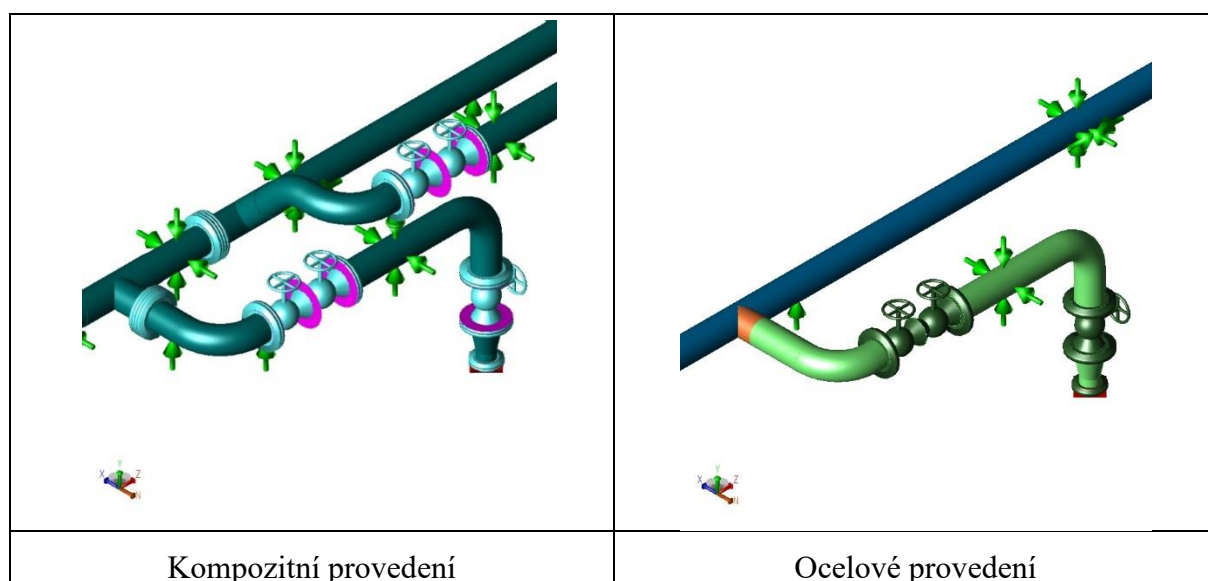 Y
X Z
N
Y
X Z
N
Kompozitní provedení
Ocelové provedení